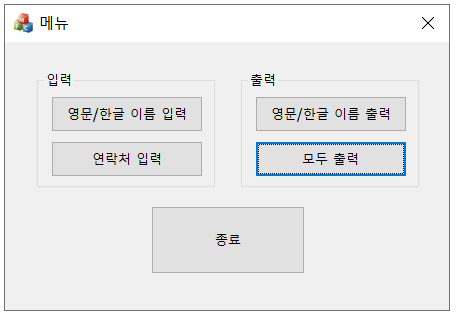 메뉴
입력
영문/한글 이름 입력
연락처 입력
출력
영문/한글 이름 출력
모두 출력
종료